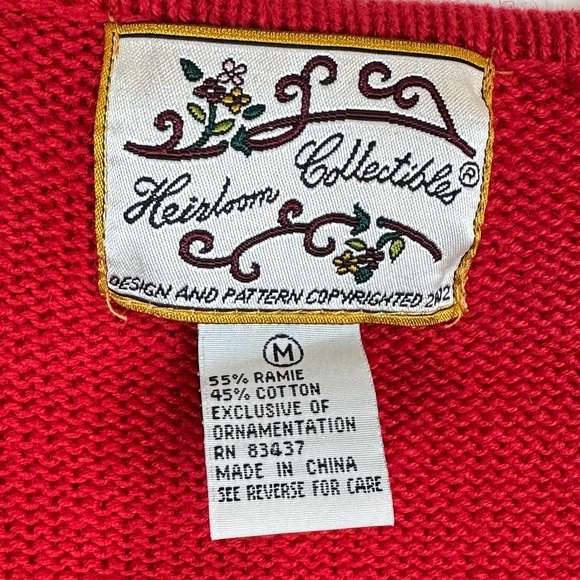 Heirloom Collectibles®
DESIGN AND PATTERN COPYRIGHTED 2002
M
55% RAMIE
45% COTTON
EXCLUSIVE OF
ORNAMENTATION
RN 83437
MADE IN CHINA
SEE REVERSE FOR CARE